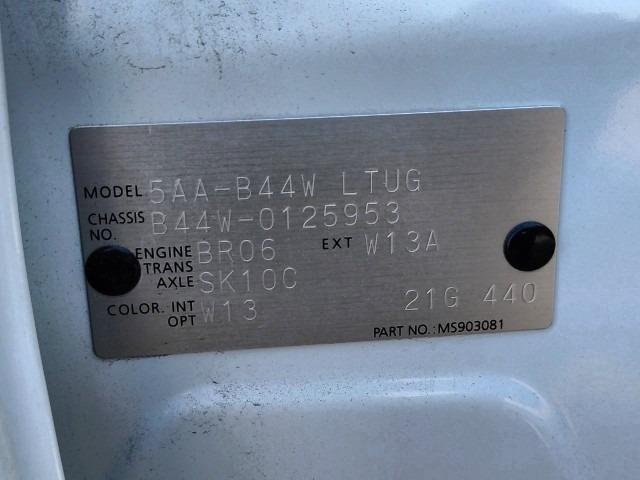 MODEL 5AA-B44W LTUG
CHASSIS NO. B44W-0125953
ENGINE BR06 EXT W13A
TRANS AXLE SK10C
COLOR. INT W13
OPT 21G 440
PART NO.: MS903081